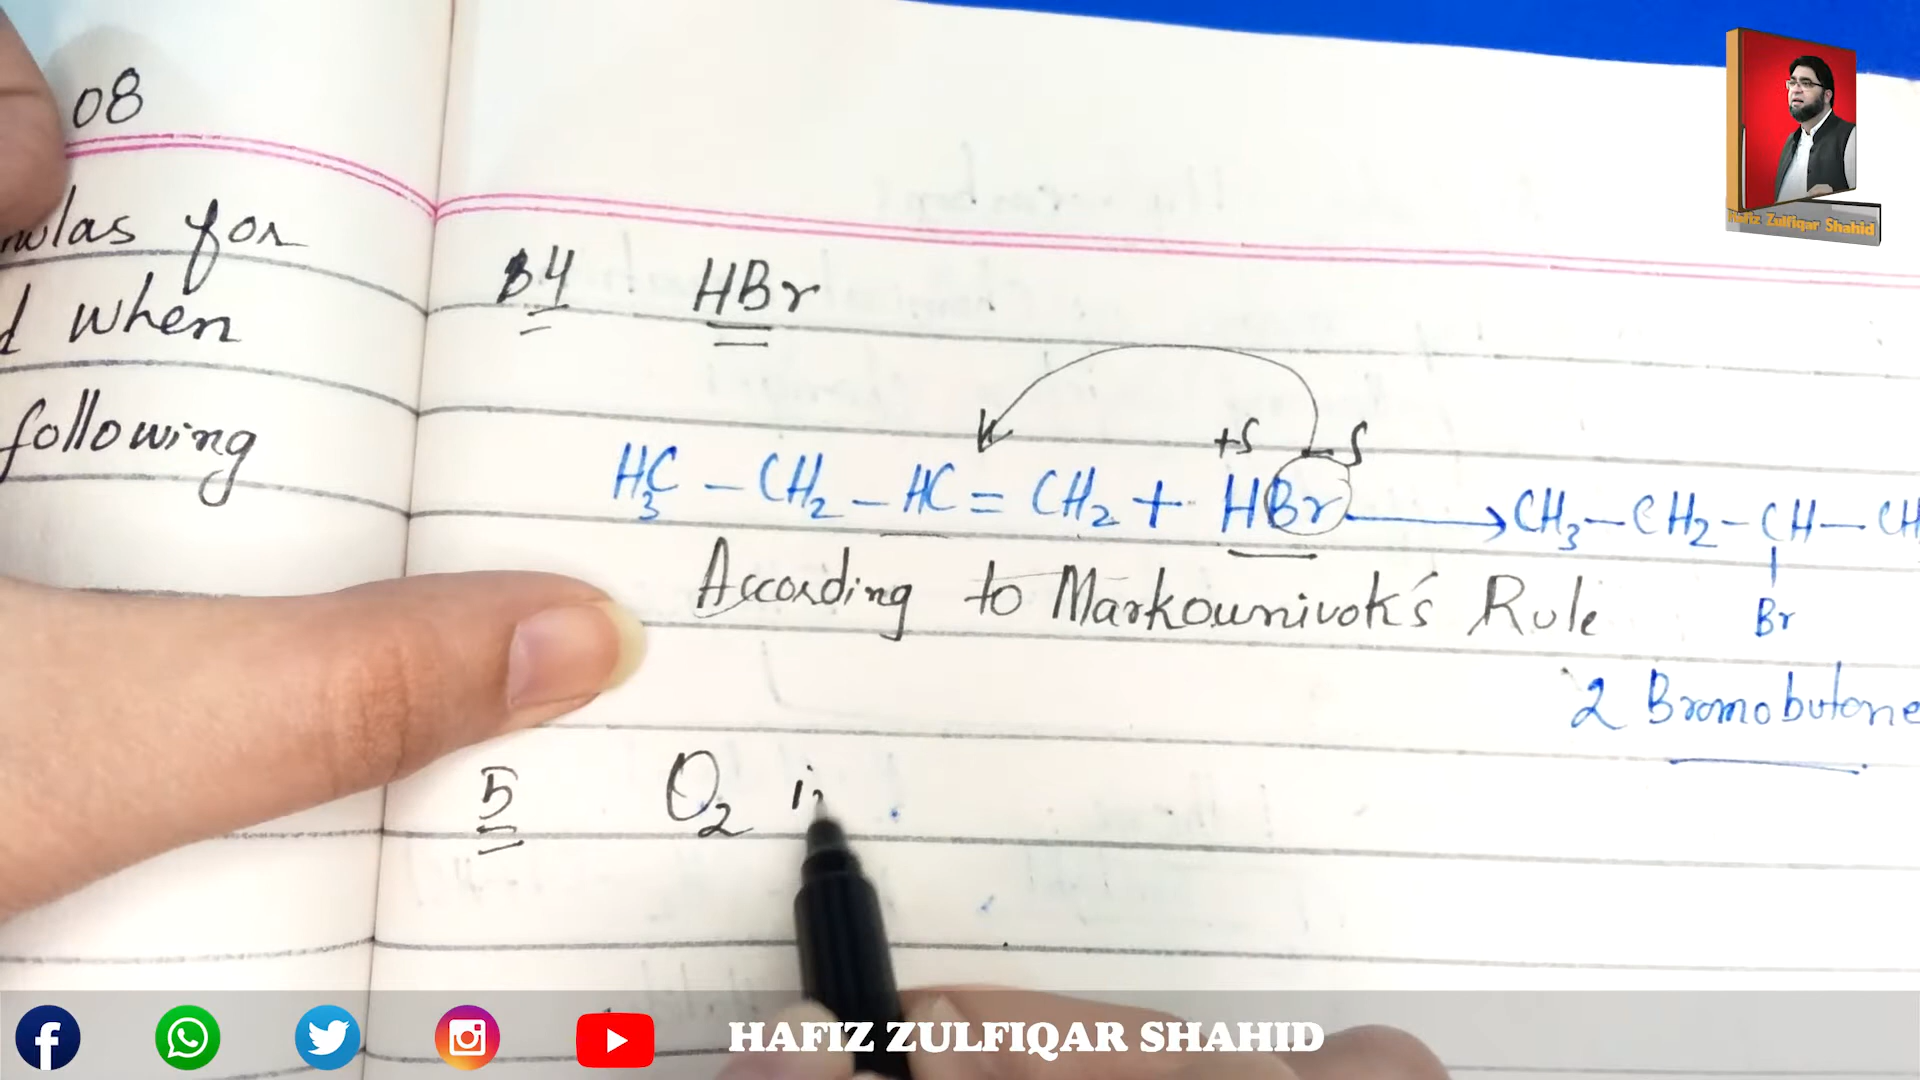 08
ulas for
d when
following
Hafiz Zulfiqar Shahid
4 HBr
+δ -δ
H₃C - CH₂ - HC = CH₂ + HBr → CH₃ - CH₂ - CH - CH
Br
According to Markounivok's Rule
2 Bromobutane
5 O₂ in
HAFIZ ZULFIQAR SHAHID